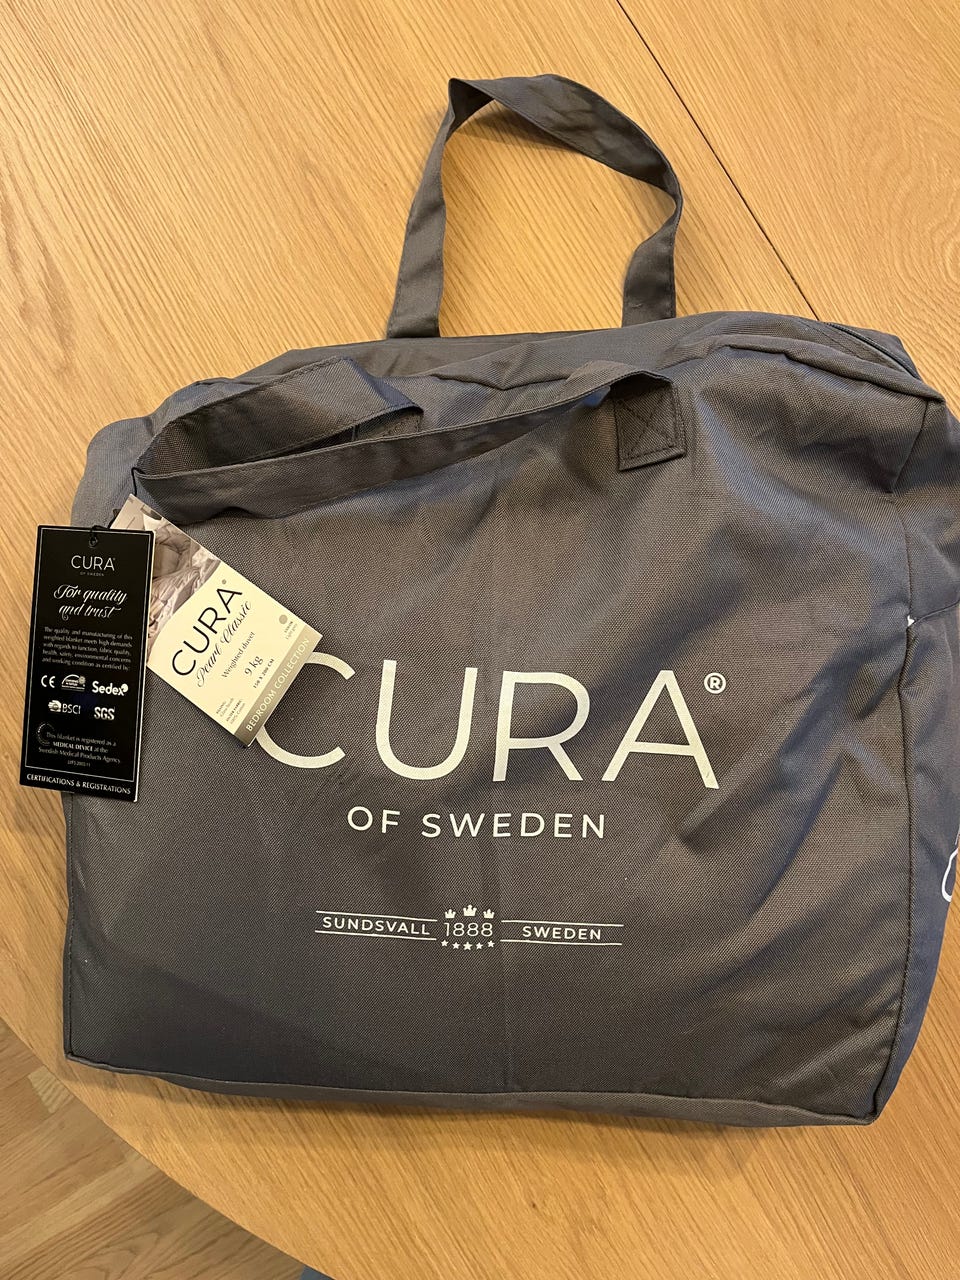 CURA
OF SWEDEN
For quality
and trust
The quality and manufacturing of this
weighted blanket meets high demands
with regards to function, fabric quality,
health, safety, environmental concerns
and working condition as certified by:
CE
Sedex
BSCI
SGS
This blanket is registered as a
MEDICAL DEVICE at the
Swedish Medical Products Agency
CERTIFICATIONS & REGISTRATIONS
CURA®
Pearl Classic
Weighted duvet
9 kg
150 X 200 CM
BEDROOM COLLECTION
CURA®
OF SWEDEN
SUNDSVALL 1888 SWEDEN